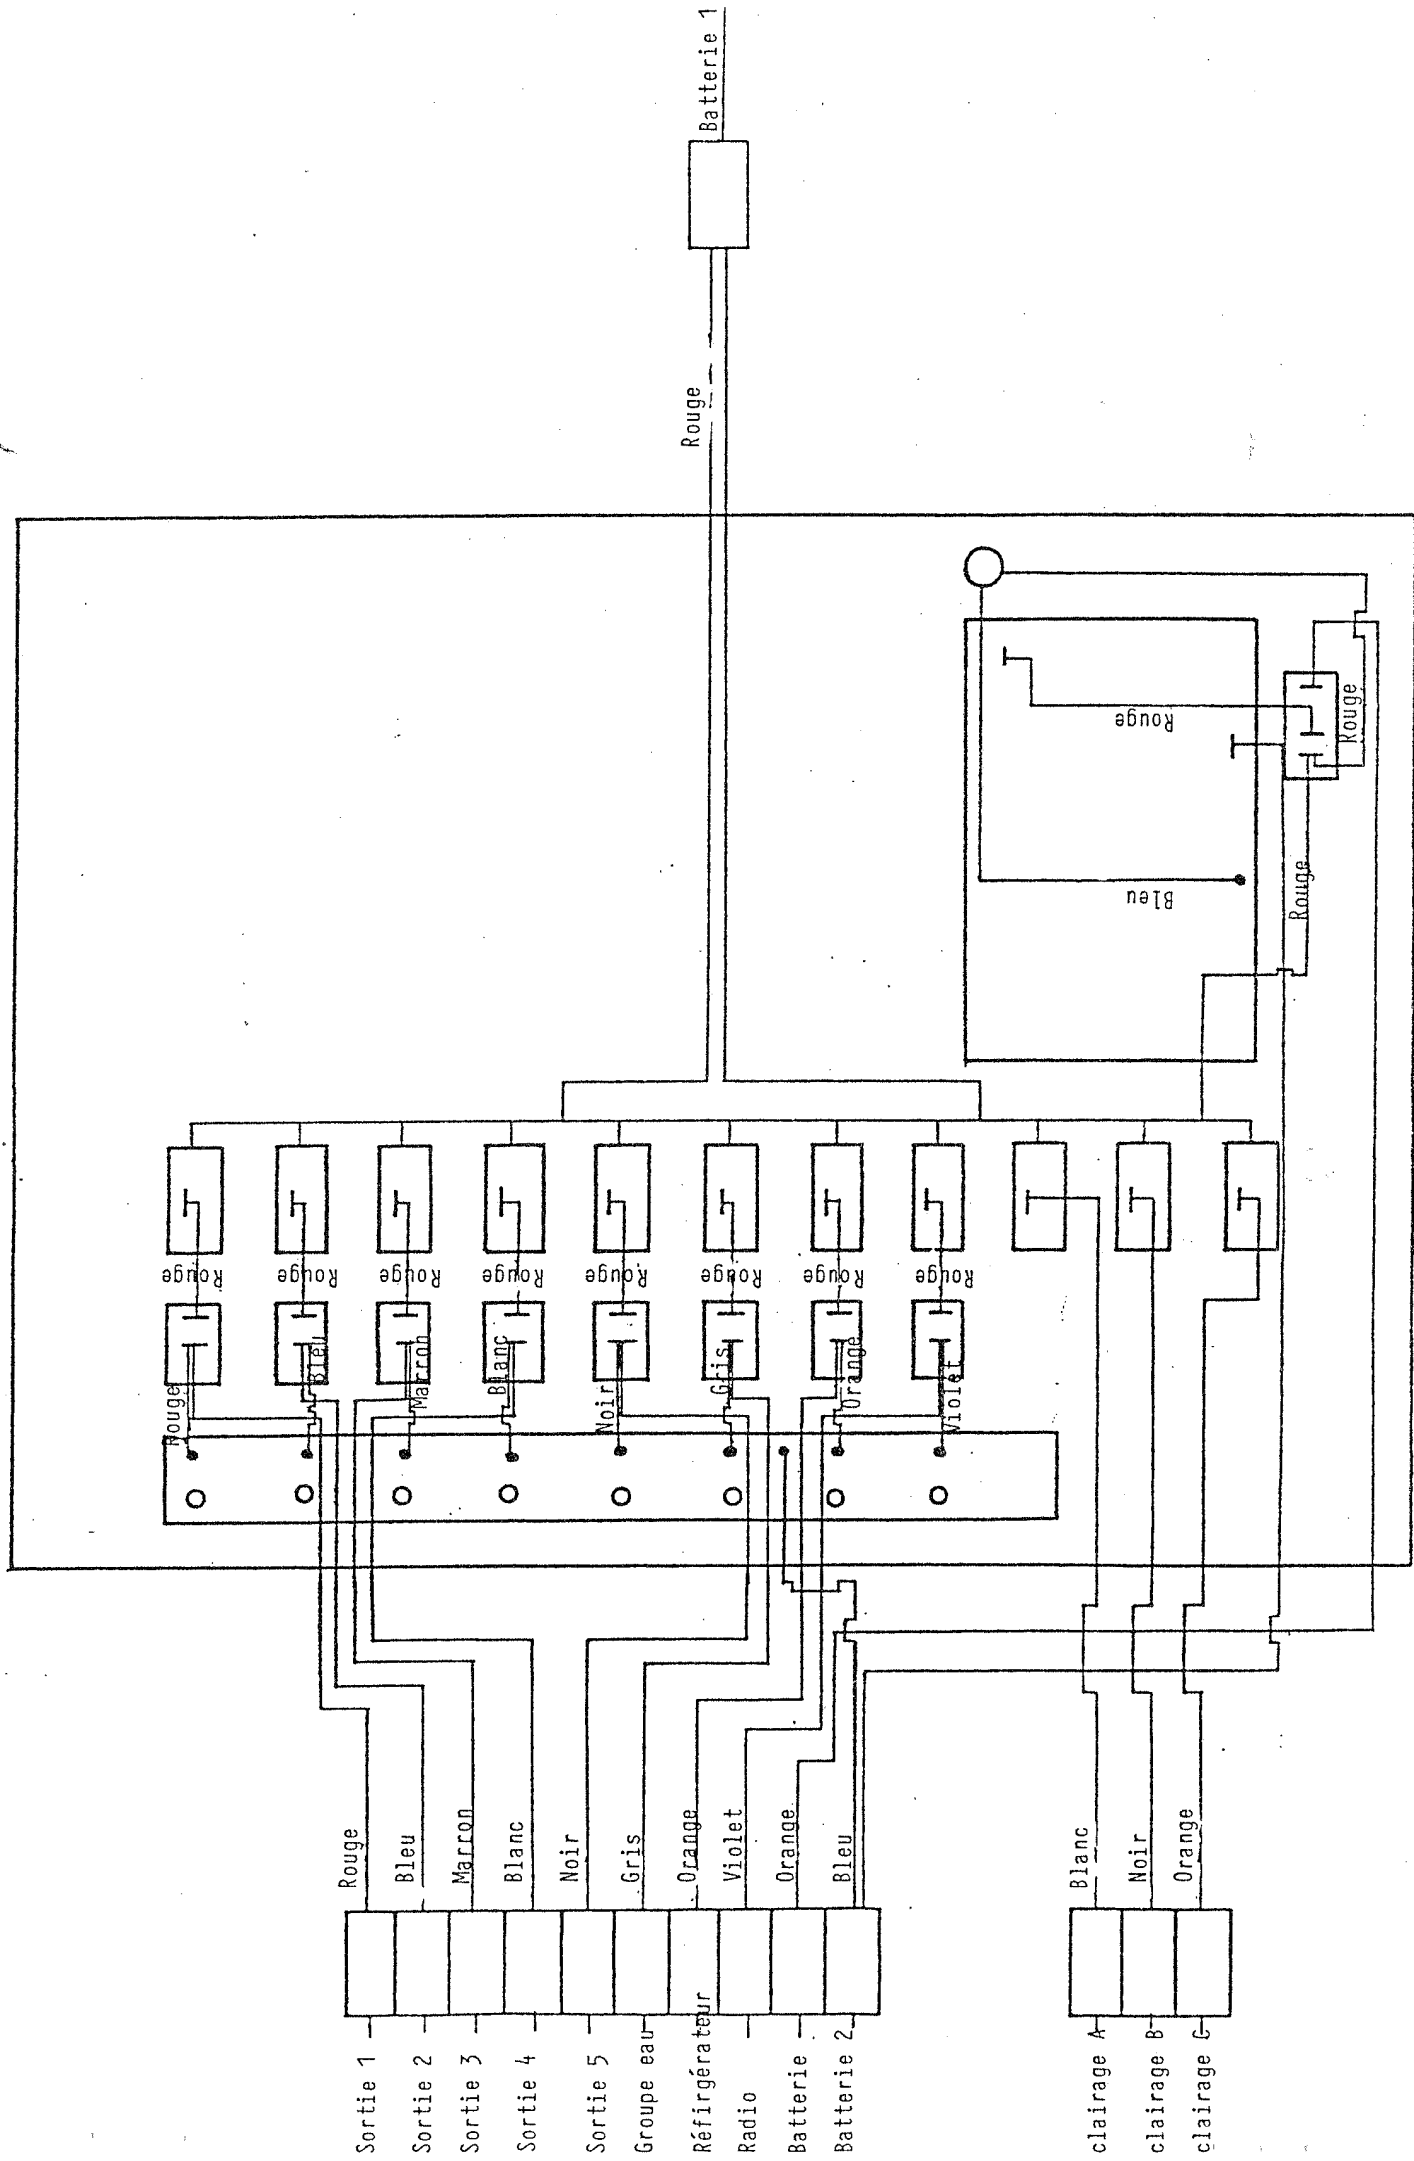 Batterie 1
Rouge
Rouge
Rouge
Bleu
Rouge
Rouge
Rouge
Rouge
Rouge
Rouge
Rouge
Rouge
Rouge
Rouge
Bleu
Marron
Blanc
Noir
Gris
Orange
Violet
Rouge
Bleu
Marron
Blanc
Noir
Gris
Orange
Violet
Orange
Bleu
Blanc
Noir
Orange
Sortie 1
Sortie 2
Sortie 3
Sortie 4
Sortie 5
Groupe eau
Réfirgérateur
Radio
Batterie
Batterie 2
clairage A
clairage B
clairage C